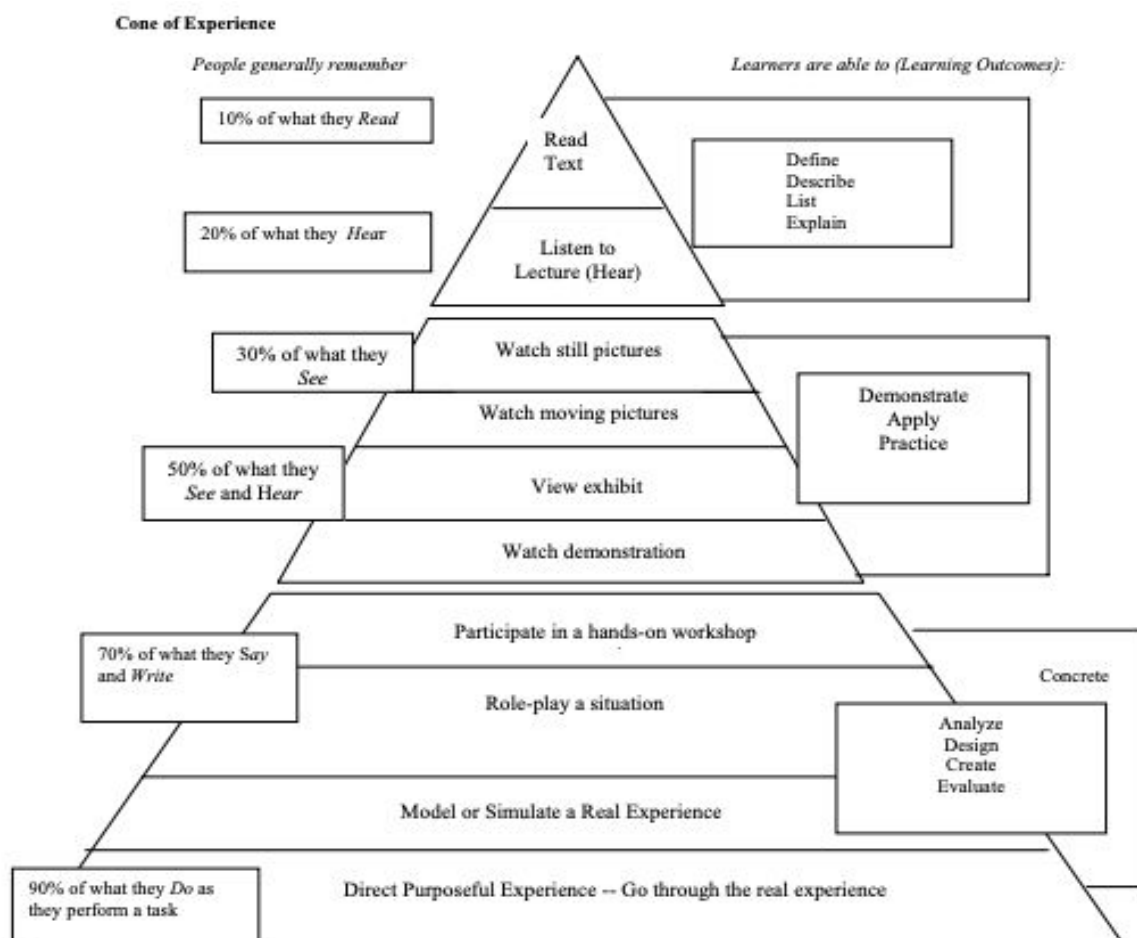 Cone of Experience
People generally remember
Learners are able to (Learning Outcomes):
10% of what they Read
Read
Text
Define
Describe
List
Explain
20% of what they Hear
Listen to
Lecture (Hear)
30% of what they
See
Watch still pictures
Watch moving pictures
Demonstrate
Apply
Practice
50% of what they
See and Hear
View exhibit
Watch demonstration
Participate in a hands-on workshop
70% of what they Say
and Write
Role-play a situation
Concrete
Analyze
Design
Create
Evaluate
Model or Simulate a Real Experience
90% of what they Do as
they perform a task
Direct Purposeful Experience -- Go through the real experience